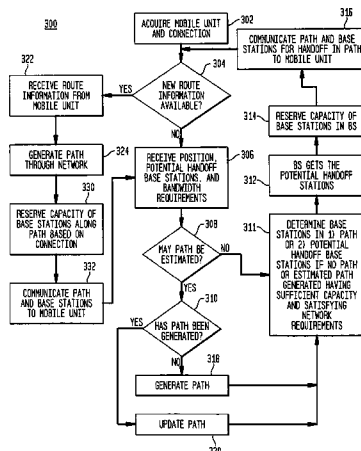 300
302
ACQUIRE MOBILE UNIT
AND CONNECTION
316
COMMUNICATE PATH AND BASE
STATIONS FOR HANDOFF IN PATH
TO MOBILE UNIT
322
RECEIVE ROUTE
INFORMATION FROM
MOBILE UNIT
YES
304
NEW ROUTE
INFORMATION
AVAILABLE?
NO
314
RESERVE CAPACITY OF
BASE STATIONS IN BS
324
GENERATE PATH
THROUGH NETWORK
306
RECEIVE POSITION,
POTENTIAL HANDOFF
BASE STATIONS,
AND BANDWIDTH
REQUIREMENTS
312
BS GETS THE
POTENTIAL HANDOFF
STATIONS
330
RESERVE CAPACITY OF
BASE STATIONS ALONG
PATH BASED ON
CONNECTION
308
MAY PATH BE
ESTIMATED?
NO
YES
311
DETERMINE BASE
STATIONS IN 1) PATH
OR 2) POTENTIAL
HANDOFF BASE
STATIONS IF NO PATH
OR ESTIMATED PATH
GENERATED HAVING
SUFFICIENT CAPACITY
AND SATISFYING
NETWORK
REQUIREMENTS
332
COMMUNICATE PATH
AND BASE STATIONS
TO MOBILE UNIT
310
YES
HAS PATH BEEN
GENERATED?
NO
318
GENERATE PATH
UPDATE PATH